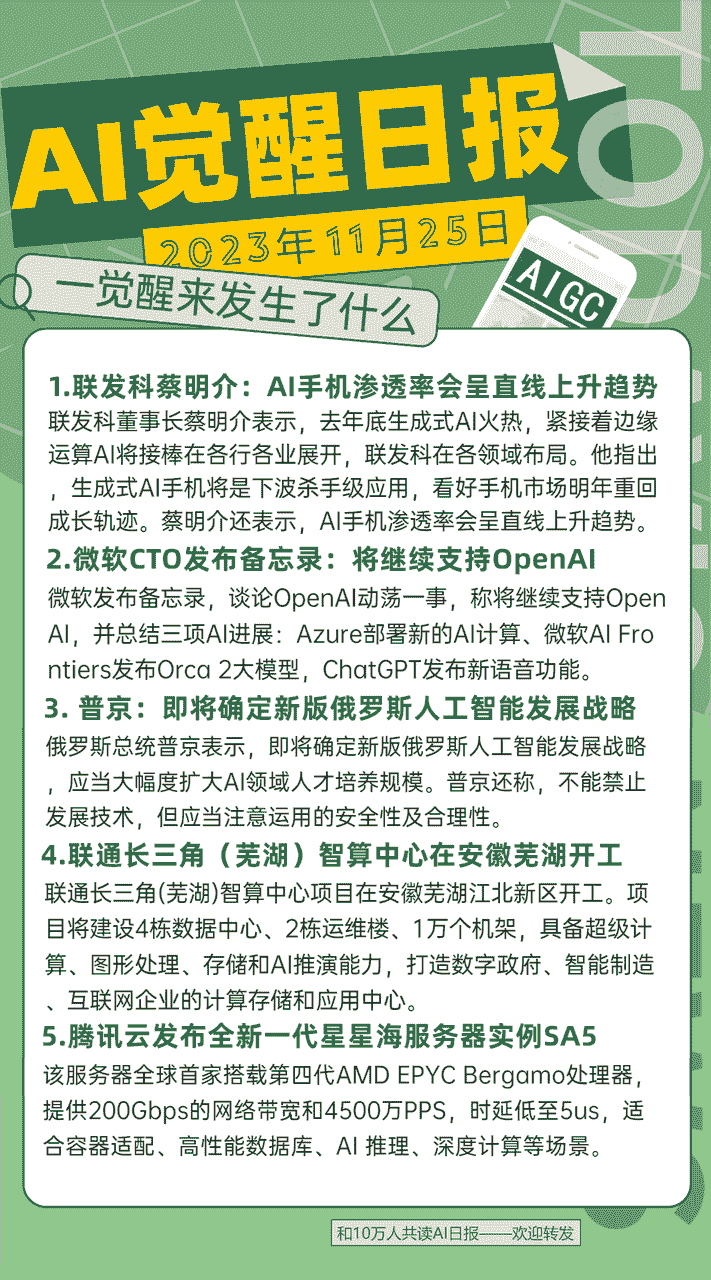 AI觉醒日报
2023年11月25日
一觉醒来发生了什么
AIGC
1.联发科蔡明介：AI手机渗透率会呈直线上升趋势
联发科董事长蔡明介表示，去年底生成式AI火热，紧接着边缘
运算AI将接棒在各行各业展开，联发科在各领域布局。他指出
，生成式AI手机将是下波杀手级应用，看好手机市场明年重回
成长轨迹。蔡明介还表示，AI手机渗透率会呈直线上升趋势。
2.微软CTO发布备忘录：将继续支持OpenAI
微软发布备忘录，谈论OpenAI动荡一事，称将继续支持Open
AI，并总结三项AI进展：Azure部署新的AI计算、微软AI Fro
ntiers发布Orca 2大模型，ChatGPT发布新语音功能。
3. 普京：即将确定新版俄罗斯人工智能发展战略
俄罗斯总统普京表示，即将确定新版俄罗斯人工智能发展战略
，应当大幅度扩大AI领域人才培养规模。普京还称，不能禁止
发展技术，但应当注意运用的安全性及合理性。
4.联通长三角（芜湖）智算中心在安徽芜湖开工
联通长三角(芜湖)智算中心项目在安徽芜湖江北新区开工。项
目将建设4栋数据中心、2栋运维楼、1万个机架，具备超级计
算、图形处理、存储和AI推演能力，打造数字政府、智能制造
、互联网企业的计算存储和应用中心。
5.腾讯云发布全新一代星星海服务器实例SA5
该服务器全球首家搭载第四代AMD EPYC Bergamo处理器，
提供200Gbps的网络带宽和4500万PPS，时延低至5us，适
合容器适配、高性能数据库、AI 推理、深度计算等场景。
和10万人共读AI日报——欢迎转发